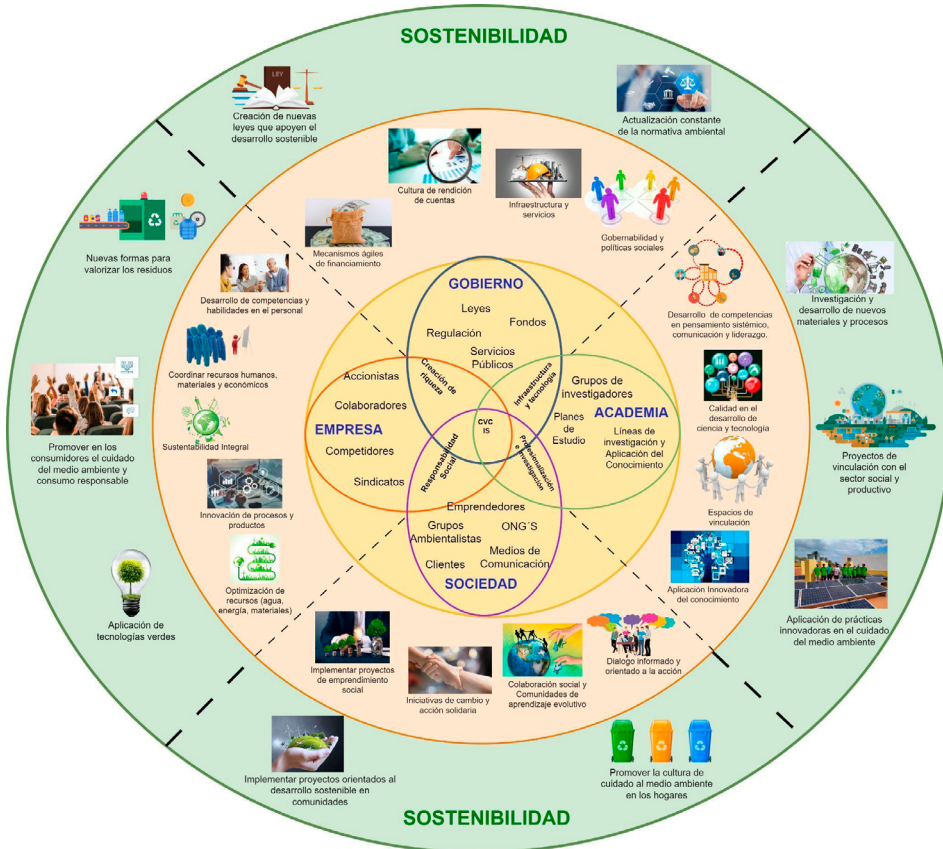 SOSTENIBILIDAD
LEY
Creación de nuevas
leyes que apoyen el
desarrollo sostenible
Actualización constante
de la normativa ambiental
Cultura de rendición
de cuentas
Infraestructura y
servicios
Mecanismos ágiles
de financiamiento
Gobernabilidad y
políticas sociales
Nuevas formas para
valorizar los residuos
Desarrollo de competencias y
habilidades en el personal
GOBIERNO
Leyes
Fondos
Regulación
Servicios
Públicos
Desarrollo de competencias
en pensamiento sistémico,
comunicación y liderazgo.
Investigación y
desarrollo de nuevos
materiales y procesos
Coordinar recursos humanos,
materiales y económicos
Accionistas
Colaboradores
EMPRESA
Competidores
Sindicatos
Creación de
riqueza
Infraestructura
y tecnología
CVC
IS
Responsabilidad
Social
Profesionalización
e investigación
Grupos de
investigadores
ACADEMIA
Planes
de
Estudio
Líneas de
investigación y
Aplicación del
Conocimiento
Calidad en el
desarrollo de
ciencia y tecnología
Promover en los
consumidores el cuidado
del medio ambiente y
consumo responsable
Sustentabilidad Integral
Proyectos de
vinculación con el
sector social y
productivo
Innovación de procesos y
productos
Espacios de
vinculación
Emprendedores
Grupos
Ambientalistas
ONG´S
Clientes
Medios de
Comunicación
SOCIEDAD
Optimización de
recursos (agua,
energía, materiales)
Aplicación Innovadora
del conocimiento
Aplicación de
tecnologías verdes
Aplicación de prácticas
innovadoras en el cuidado
del medio ambiente
Implementar proyectos
de emprendimiento
social
Iniciativas de cambio y
acción solidaria
Colaboración social y
Comunidades de
aprendizaje evolutivo
Dialogo informado y
orientado a la acción
Implementar proyectos orientados al
desarrollo sostenible en
comunidades
Promover la cultura de
cuidado al medio ambiente
en los hogares
SOSTENIBILIDAD